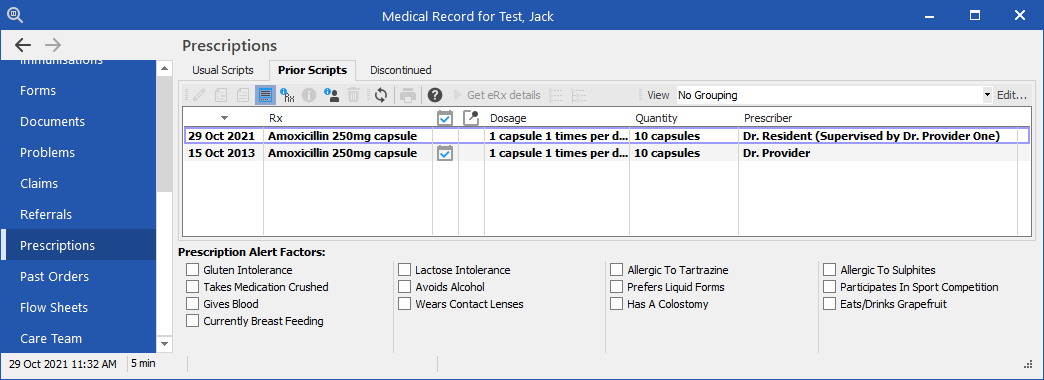 Medical Record for Test, Jack
Immunisations
Forms
Documents
Problems
Claims
Referrals
Prescriptions
Past Orders
Flow Sheets
Care Team
Prescriptions
Usual Scripts Prior Scripts Discontinued
Rx Get eRx details View No Grouping Edit...
Rx Dosage Quantity Prescriber
29 Oct 2021 Amoxicillin 250mg capsule 1 capsule 1 times per d... 10 capsules Dr. Resident (Supervised by Dr. Provider One)
15 Oct 2013 Amoxicillin 250mg capsule 1 capsule 1 times per d... 10 capsules Dr. Provider
Prescription Alert Factors:
Gluten Intolerance Lactose Intolerance Allergic To Tartrazine Allergic To Sulphites
Takes Medication Crushed Avoids Alcohol Prefers Liquid Forms Participates In Sport Competition
Gives Blood Wears Contact Lenses Has A Colostomy Eats/Drinks Grapefruit
Currently Breast Feeding
29 Oct 2021 11:32 AM 5 min